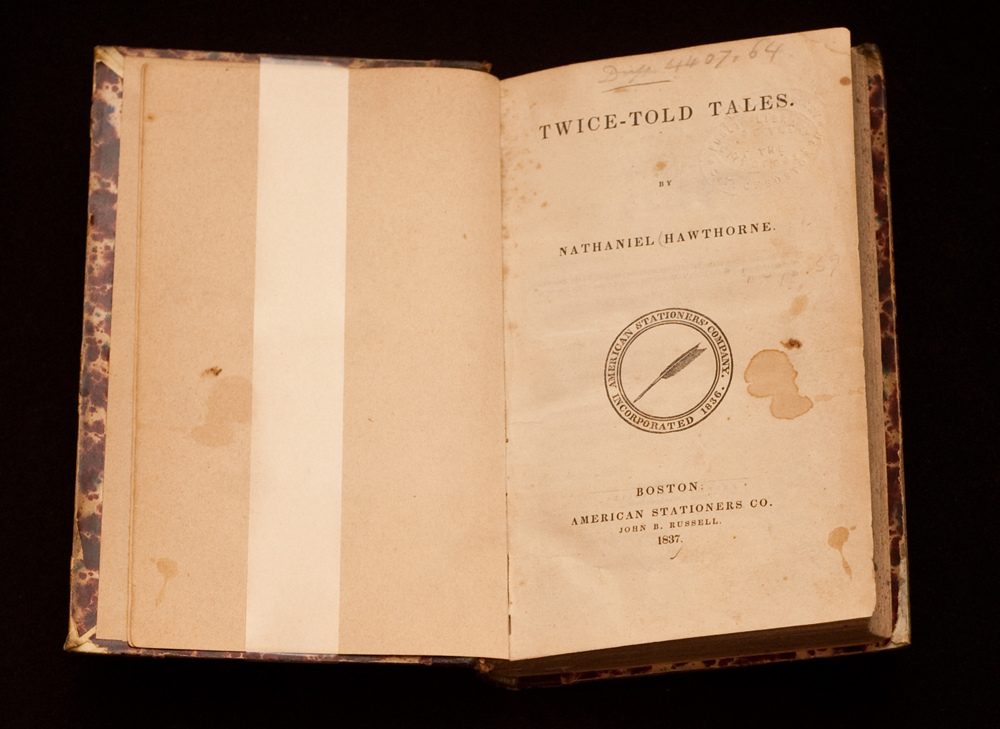 4407.64
TWICE-TOLD TALES.
BY
NATHANIEL HAWTHORNE.
AMERICAN STATIONERS' COMPANY.
INCORPORATED 1836.
BOSTON:
AMERICAN STATIONERS CO.
JOHN B. RUSSELL.
1837.